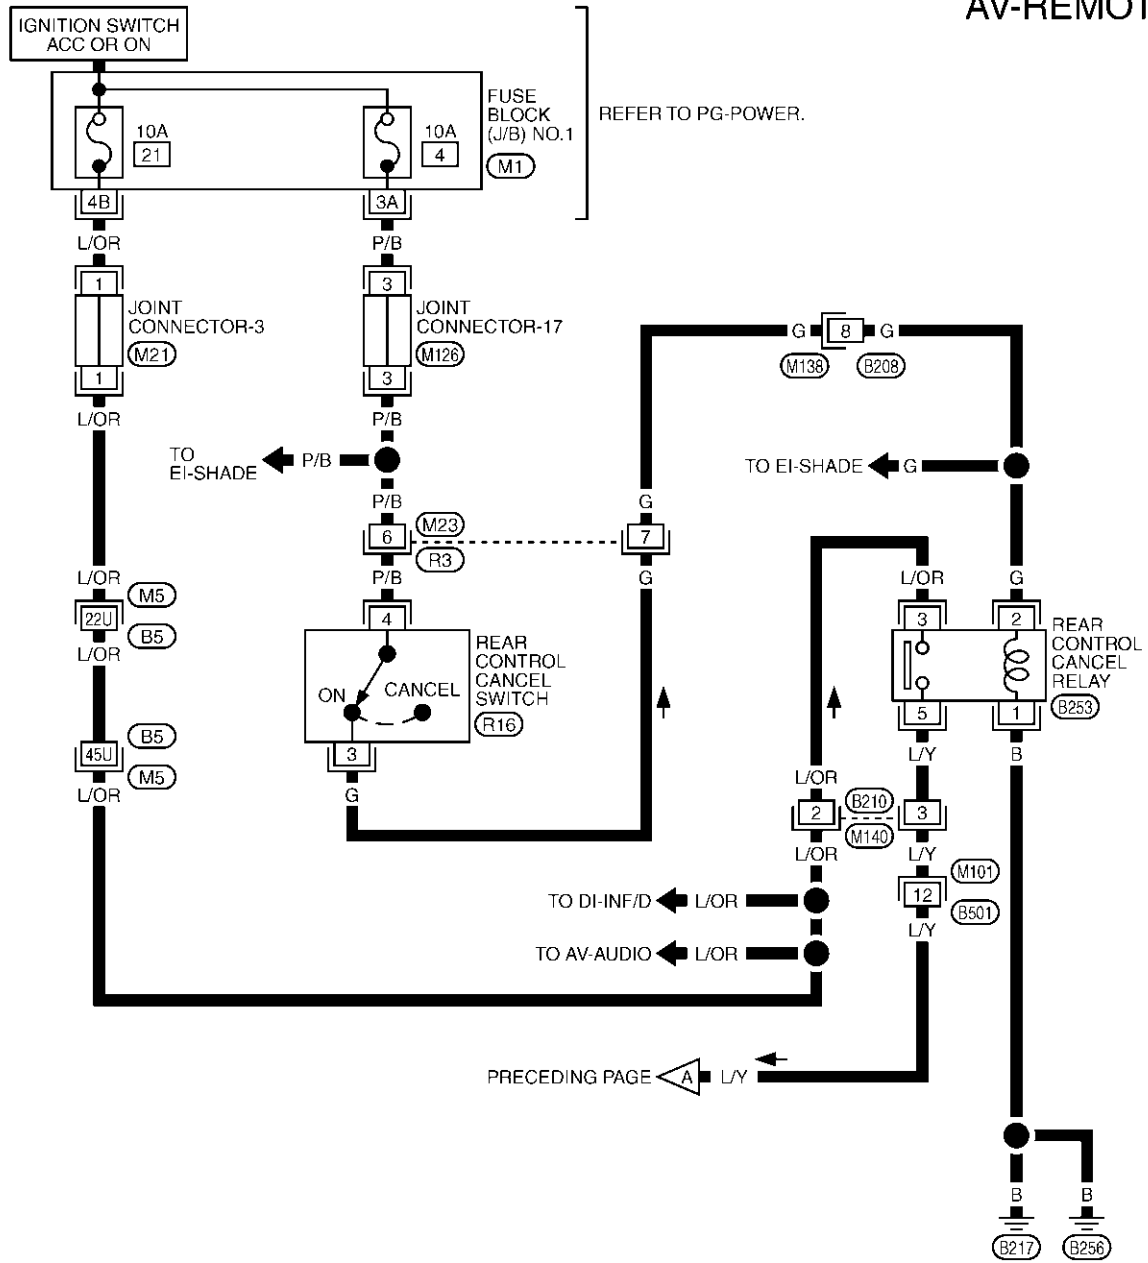 AV-REMOT
IGNITION SWITCH
ACC OR ON
10A
21
10A
4
FUSE
BLOCK
(J/B) NO.1
M1
REFER TO PG-POWER.
4B
3A
L/OR
P/B
1
3
JOINT
CONNECTOR-3
M21
JOINT
CONNECTOR-17
M126
1
3
L/OR
P/B
G
8
G
M138
B208
TO
EI-SHADE
P/B
TO EI-SHADE
G
P/B
G
6
M23
R3
7
L/OR
P/B
G
L/OR
G
22U
M5
B5
4
3
2
L/OR
REAR
CONTROL
CANCEL
SWITCH
R16
ON
CANCEL
REAR
CONTROL
CANCEL
RELAY
B253
5
1
45U
B5
M5
3
L/Y
B
L/OR
G
L/OR
2
B210
M140
3
L/OR
L/Y
M101
12
B501
TO DI-INF/D
L/OR
L/Y
TO AV-AUDIO
L/OR
PRECEDING PAGE
A
L/Y
B
B
B217
B256